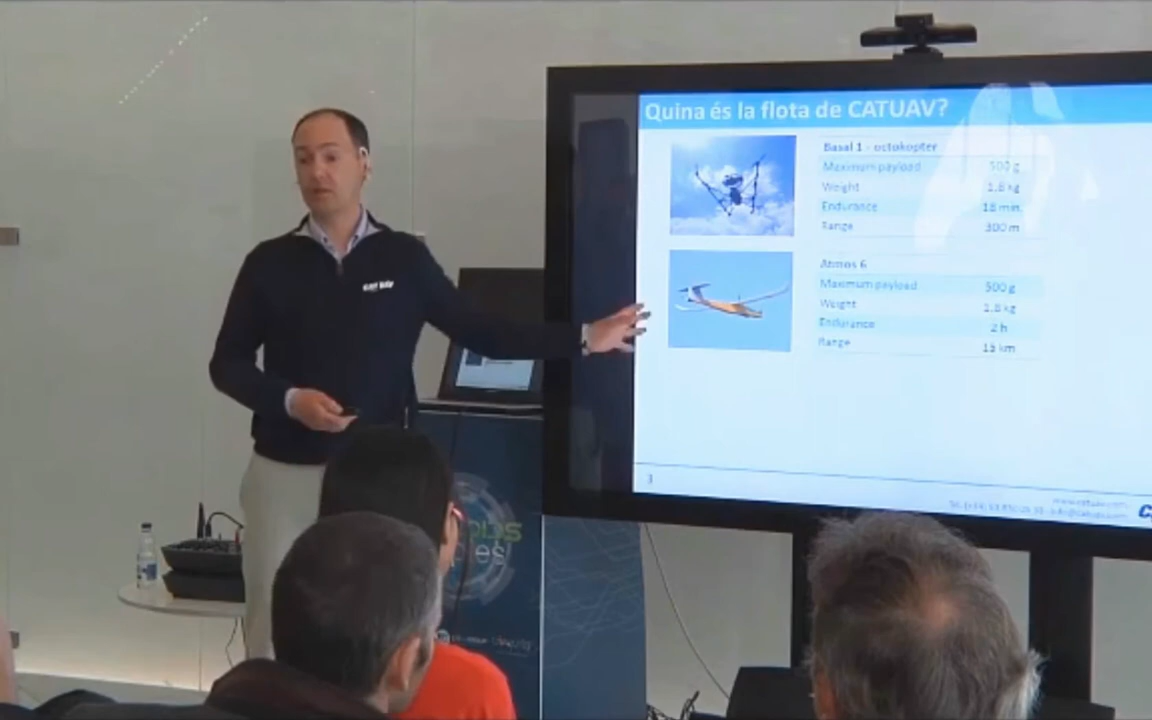 Quina és la flota de CATUAV?
Basal 1 - octokopter
Maximum payload 500 g
Weight 1.8 kg
Endurance 18 min
Range 300 m
Atmos 6
Maximum payload 500 g
Weight 1.8 kg
Endurance 2 h
Range 15 km
3